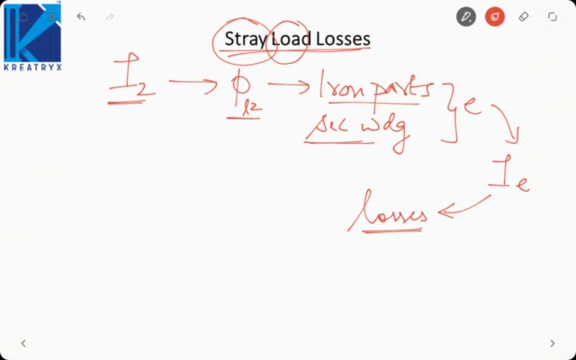 Stray Load Losses
KREATRYX
I2 → φl2 → Iron parts
sec wdg } e
Ie
losses